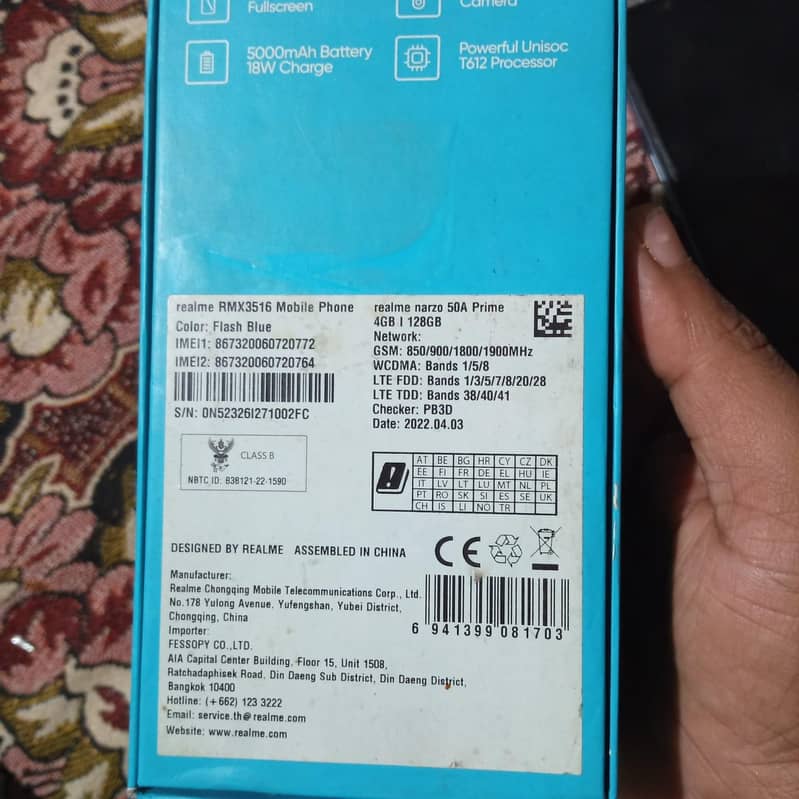 Fullscreen
Camera
5000mAh Battery
18W Charge
Powerful Unisoc
T612 Processor
realme RMX3516 Mobile Phone
Color: Flash Blue
IMEI1: 867320060720772
IMEI2: 867320060720764
S/N: 0N52326I271002FC
CLASS B
NBTC ID: B38121-22-1590
realme narzo 50A Prime
4GB | 128GB
Network:
GSM: 850/900/1800/1900MHz
WCDMA: Bands 1/5/8
LTE FDD: Bands 1/3/5/7/8/20/28
LTE TDD: Bands 38/40/41
Checker: PB3D
Date: 2022.04.03
AT BE BG HR CY CZ DK
EE FI FR DE EL HU IE
IT LV LT LU MT NL PL
PT RO SK SI ES SE UK
CH IS LI NO TR
DESIGNED BY REALME ASSEMBLED IN CHINA
CE
Manufacturer:
Realme Chongqing Mobile Telecommunications Corp., Ltd.
No.178 Yulong Avenue, Yufengshan, Yubei District,
Chongqing, China
Importer:
FESSOPY CO.,LTD.
AIA Capital Center Building, Floor 15, Unit 1508,
Ratchadaphisek Road, Din Daeng Sub District, Din Daeng District,
Bangkok 10400
Hotline: (+662) 123 3222
Email: service.th@realme.com
Website: www.realme.com
6 941399 081703